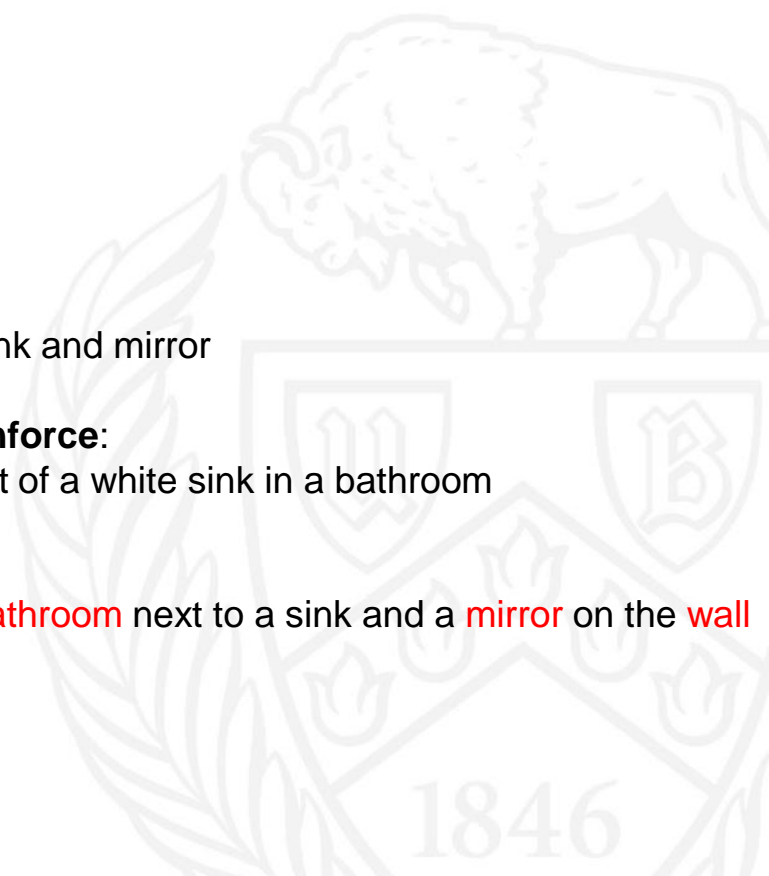 nk and mirror
nforce:
t of a white sink in a bathroom
athroom next to a sink and a mirror on the wall
U B
1846